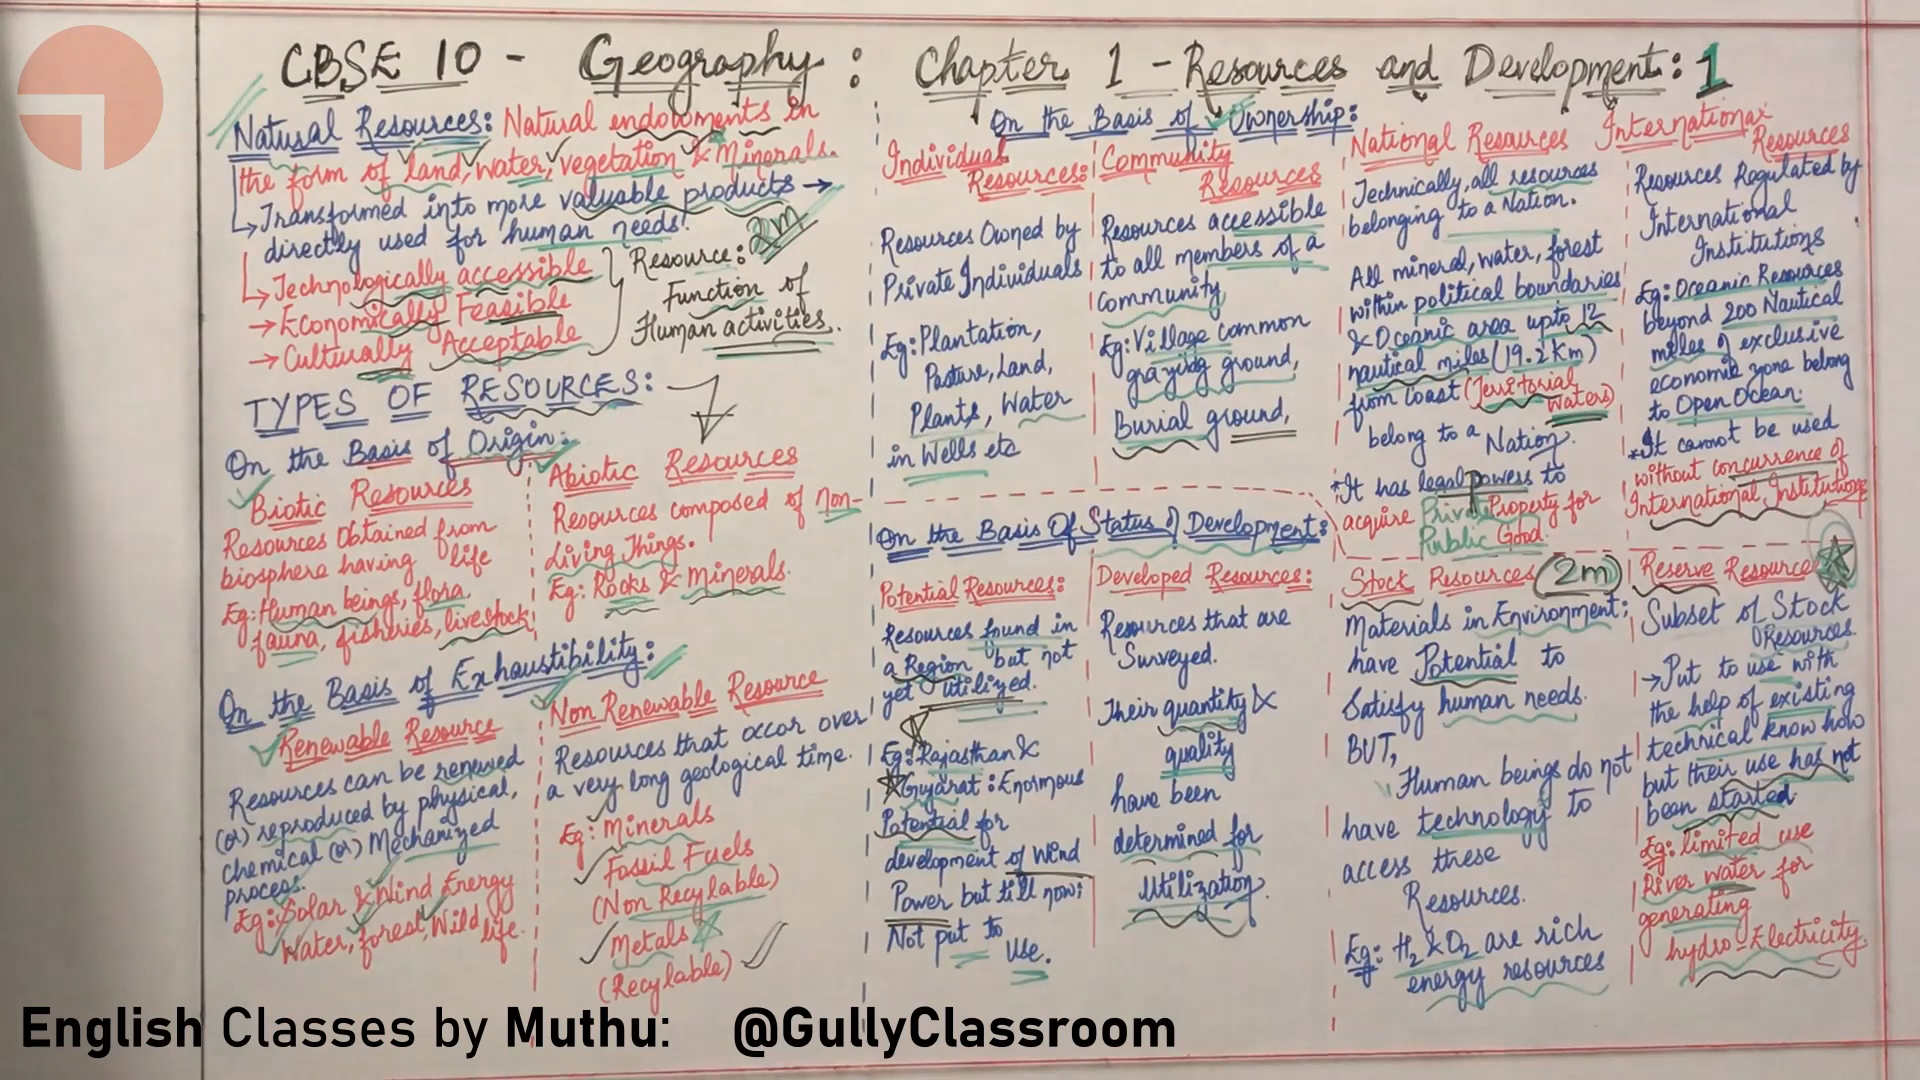 CBSE 10 - Geography: Chapter 1 - Resources and Development: 1
Natural Resources: Natural endowments in
the form of land, water, vegetation & Minerals.
↳ Transformed into more valuable products →
directly used for human needs!
↳ Technologically accessible
→ Economically Feasible
→ Culturally Acceptable
Resource: 2m
Function of
Human activities.
TYPES OF RESOURCES:
On the Basis of Origin:
Biotic Resources
Resources Obtained from
biosphere having life
Eg: Human beings, flora,
fauna, fisheries, livestock
Abiotic Resources
Resources composed of non-
Living Things.
Eg: Rocks & Minerals.
On the Basis of Exhaustibility:
Renewable Resource
Resources can be renewed
(or) reproduced by physical,
chemical (or) Mechanized
process.
Eg: Solar & Wind Energy
Water, forest, Wild life.
Non Renewable Resource
Resources that occor over
a very long geological time.
Eg: Minerals
Fossil Fuels
(Non Recylable)
Metals
(Recylable)
On the Basis of Ownership:
Individual
Resources:
Resources Owned by
Private Individuals
Eg: Plantation,
Pasture, Land,
Plants, Water
in Wells etc
Community
Resources
Resources accessible
to all members of a
Community
Eg: Village common
grazing ground,
Burial ground,
National Resources
Technically, all resources
belonging to a Nation.
All mineral, water, forest
within political boundaries
& Oceanic area upto 12
nautical miles (19.2 Km)
from Coast (Territorial
Waters)
belong to a Nation.
*It has legal powers to
acquire Private Property for
Public Good
International
Resources
Resources Regulated by
International
Institutions
Eg: Oceanic Resources
beyond 200 Nautical
miles of exclusive
economic zone belong
to Open Ocean.
*It cannot be used
without concurrence of
International Institutions
On the Basis Of Status of Development:
Potential Resources:
Resources found in
a Region but not
yet utilized.
Eg: Rajasthan &
Gujarat: Enormous
Potential for
development of Wind
Power but till now;
Not put to
Use.
Developed Resources:
Resources that are
Surveyed.
Their quantity &
quality
have been
determined for
Utilization.
Stock Resources (2m)
Materials in Environment;
have Potential to
Satisfy human needs.
BUT,
Human beings do not
have technology to
access these
Resources.
Eg: H2 & O2 are rich
energy resources
Reserve Resource
Subset of Stock
Resources.
→ Put to use with
the help of existing
technical know how
but their use has not
been started.
Eg: limited use
River water for
generating
hydro-Electricity.
English Classes by Muthu: @GullyClassroom